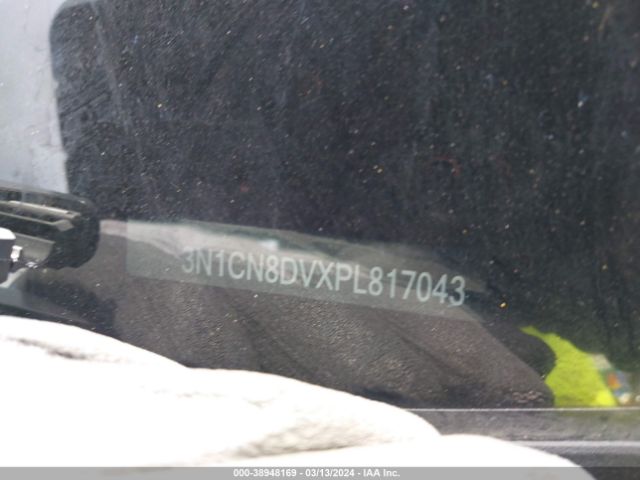 3N1CN8DVXPL817043
000-38948169 - 03/13/2024 - IAA Inc.